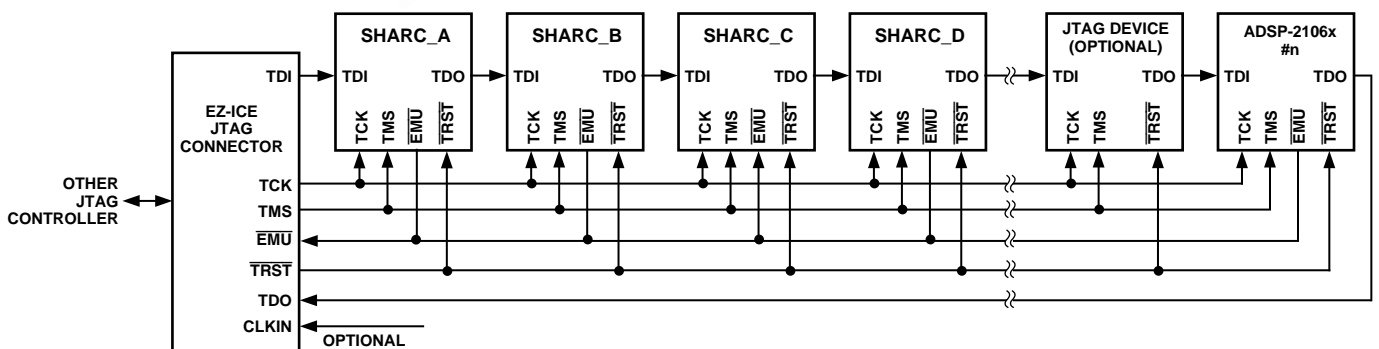 SHARC_A
TDI TDO
TCK TMS EMU TRST
SHARC_B
TDI TDO
TCK TMS EMU TRST
SHARC_C
TDI TDO
TCK TMS EMU TRST
SHARC_D
TDI TDO
TCK TMS EMU TRST
JTAG DEVICE
(OPTIONAL)
TDI TDO
TCK TMS TRST
ADSP-2106x
#n
TDI TDO
TCK TMS EMU TRST
OTHER
JTAG
CONTROLLER
EZ-ICE
JTAG
CONNECTOR
TDI
TCK
TMS
EMU
TRST
TDO
CLKIN
OPTIONAL